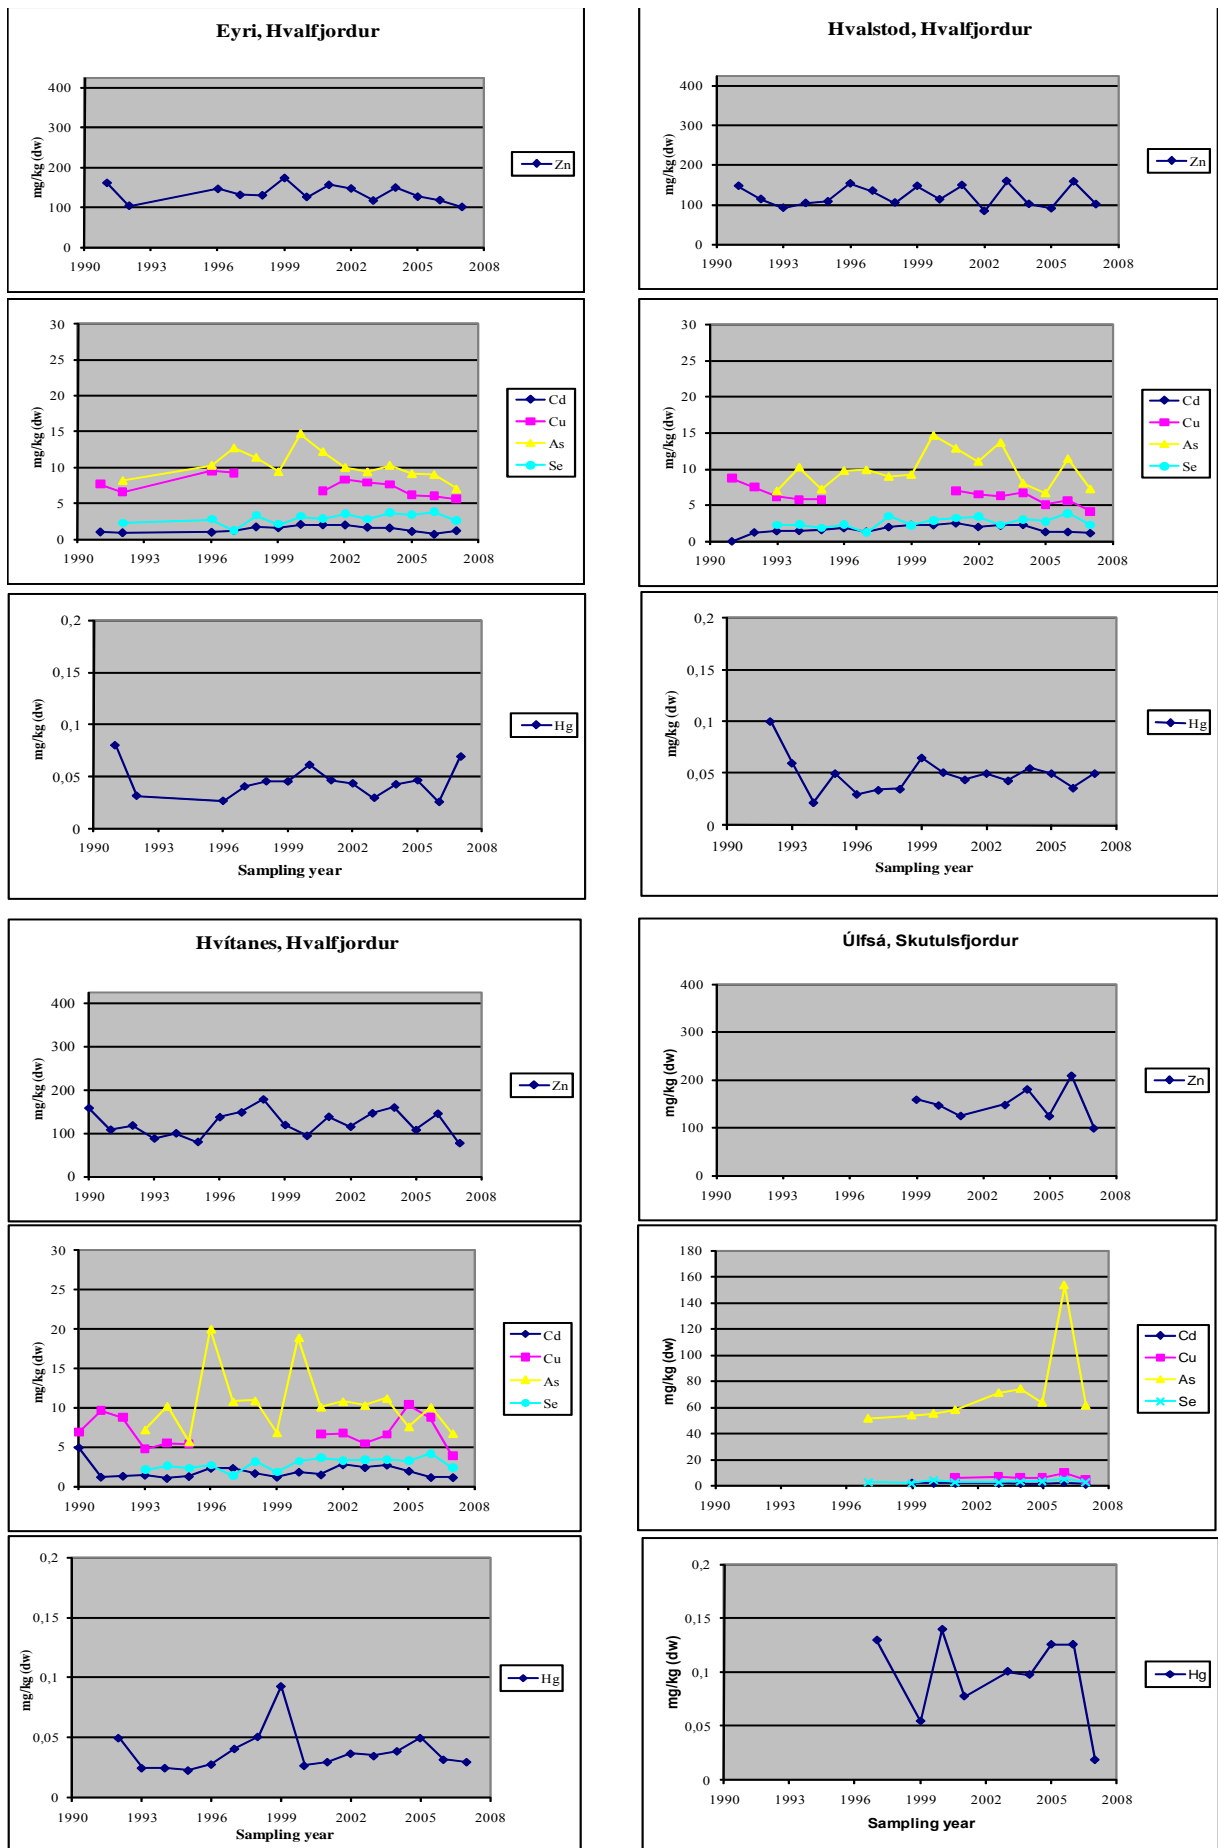 Eyri, Hvalfjordur
mg/kg (dw)
400
300
200
100
0
1990 1993 1996 1999 2002 2005 2008
Zn
mg/kg (dw)
30
25
20
15
10
5
0
1990 1993 1996 1999 2002 2005 2008
Cd
Cu
As
Se
mg/kg (dw)
0,2
0,15
0,1
0,05
0
1990 1993 1996 1999 2002 2005 2008
Sampling year
Hg
Hvalstod, Hvalfjordur
mg/kg (dw)
400
300
200
100
0
1990 1993 1996 1999 2002 2005 2008
Zn
mg/kg (dw)
30
25
20
15
10
5
0
1990 1993 1996 1999 2002 2005 2008
Cd
Cu
As
Se
mg/kg (dw)
0,2
0,15
0,1
0,05
0
1990 1993 1996 1999 2002 2005 2008
Sampling year
Hg
Hvítanes, Hvalfjordur
mg/kg (dw)
400
300
200
100
0
1990 1993 1996 1999 2002 2005 2008
Zn
mg/kg (dw)
30
25
20
15
10
5
0
1990 1993 1996 1999 2002 2005 2008
Cd
Cu
As
Se
mg/kg (dw)
0,2
0,15
0,1
0,05
0
1990 1993 1996 1999 2002 2005 2008
Sampling year
Hg
Úlfsá, Skutulsfjordur
mg/kg (dw)
400
300
200
100
0
1990 1993 1996 1999 2002 2005 2008
Zn
mg/kg (dw)
180
160
140
120
100
80
60
40
20
0
1990 1993 1996 1999 2002 2005 2008
Cd
Cu
As
Se
mg/kg (dw)
0,2
0,15
0,1
0,05
0
1990 1993 1996 1999 2002 2005 2008
Sampling year
Hg